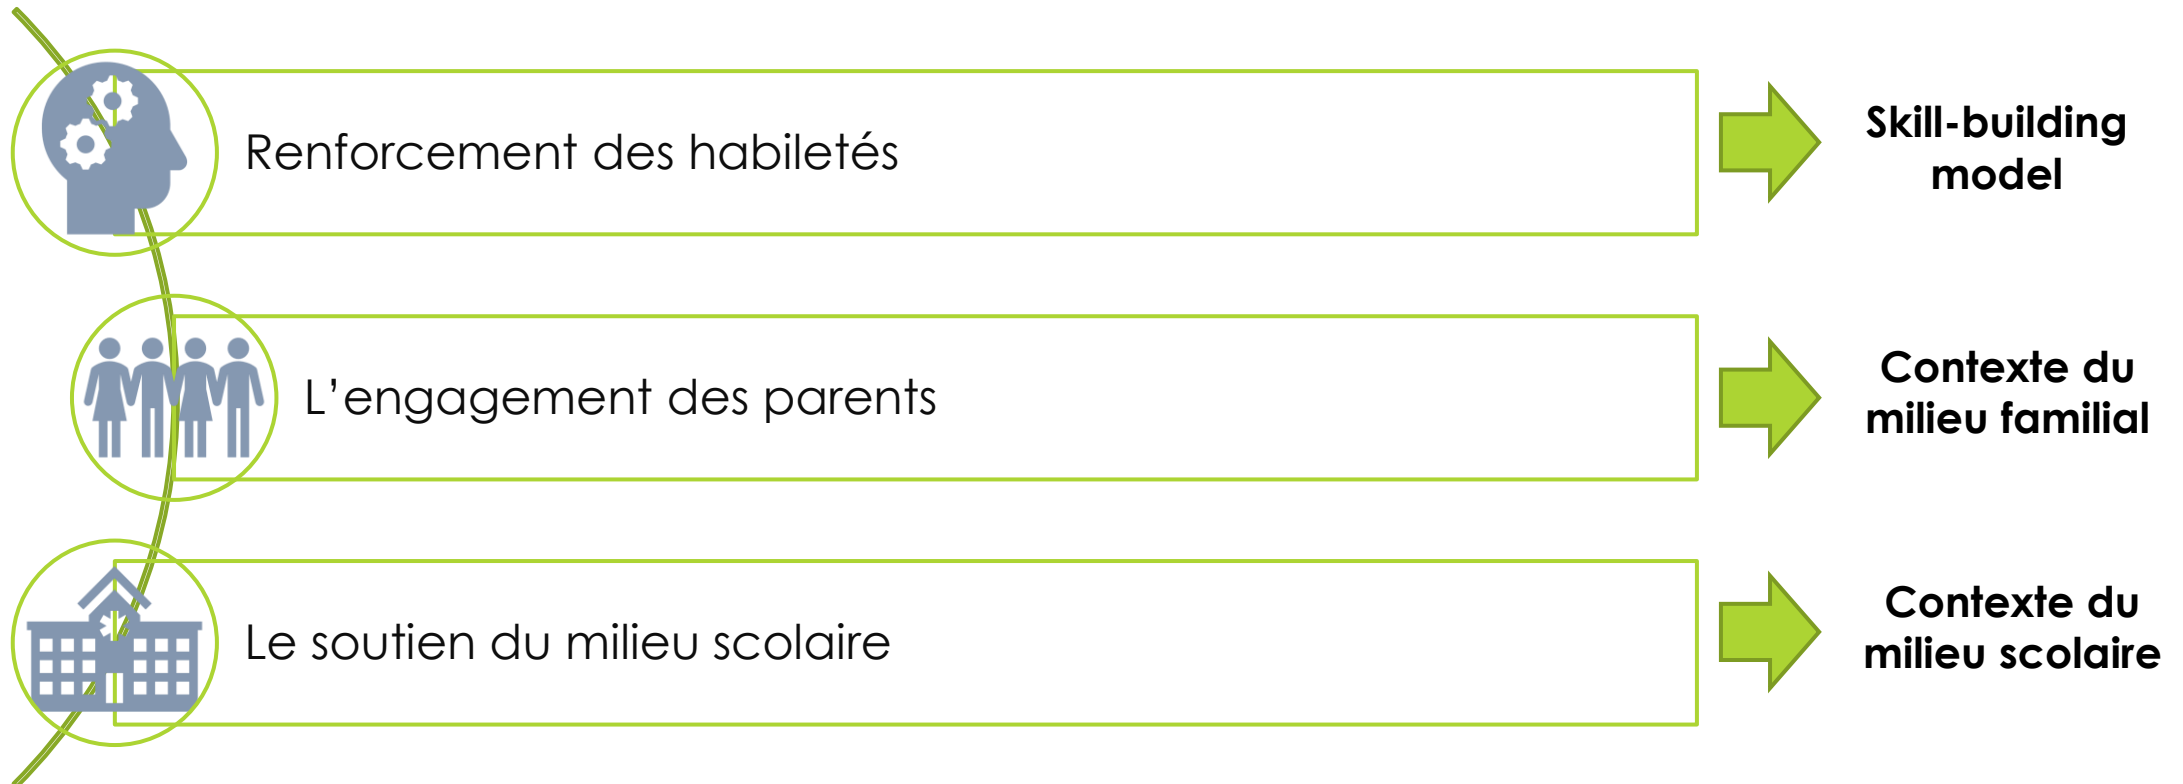 Renforcement des habiletés
Skill-building
model
L’engagement des parents
Contexte du
milieu familial
Le soutien du milieu scolaire
Contexte du
milieu scolaire